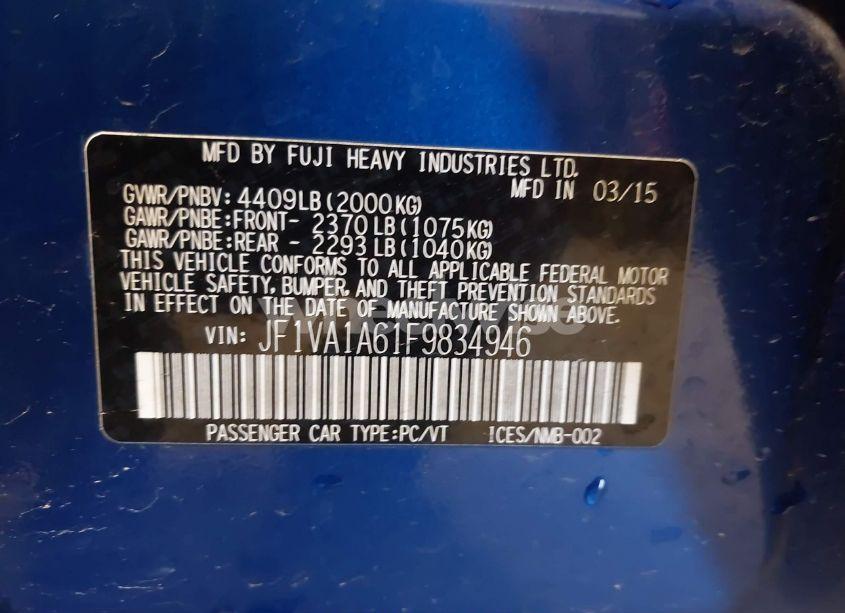 MFD BY FUJI HEAVY INDUSTRIES LTD.
MFD IN 03/15
GVWR/PNBV: 4409LB(2000KG)
GAWR/PNBE:FRONT- 2370LB(1075KG)
GAWR/PNBE:REAR - 2293LB(1040KG)
THIS VEHICLE CONFORMS TO ALL APPLICABLE FEDERAL MOTOR
VEHICLE SAFETY, BUMPER, AND THEFT PREVENTION STANDARDS
IN EFFECT ON THE DATE OF MANUFACTURE SHOWN ABOVE.
VIN: JF1VA1A61F9834946
PASSENGER CAR TYPE:PC/VT ICES/NMB-002